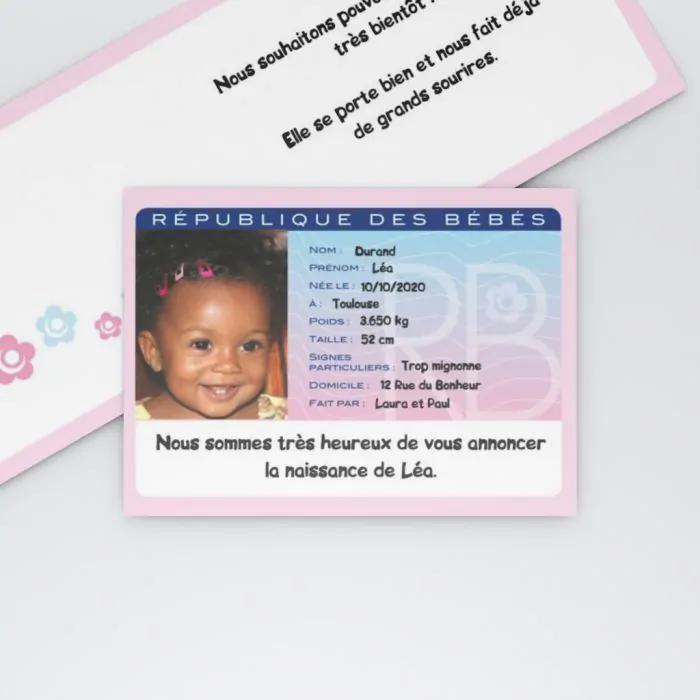 Nous souhaitons pouv
très bientôt !
Elle se porte bien et nous fait déjà
de grands sourires.
RÉPUBLIQUE DES BÉBÉS
NOM : Durand
PRÉNOM : Léa
NÉE LE : 10/10/2020
À : Toulouse
POIDS : 3.650 kg
TAILLE : 52 cm
SIGNES
PARTICULIERS : Trop mignonne
DOMICILE : 12 Rue du Bonheur
FAIT PAR : Laura et Paul
RB
Nous sommes très heureux de vous annoncer
la naissance de Léa.